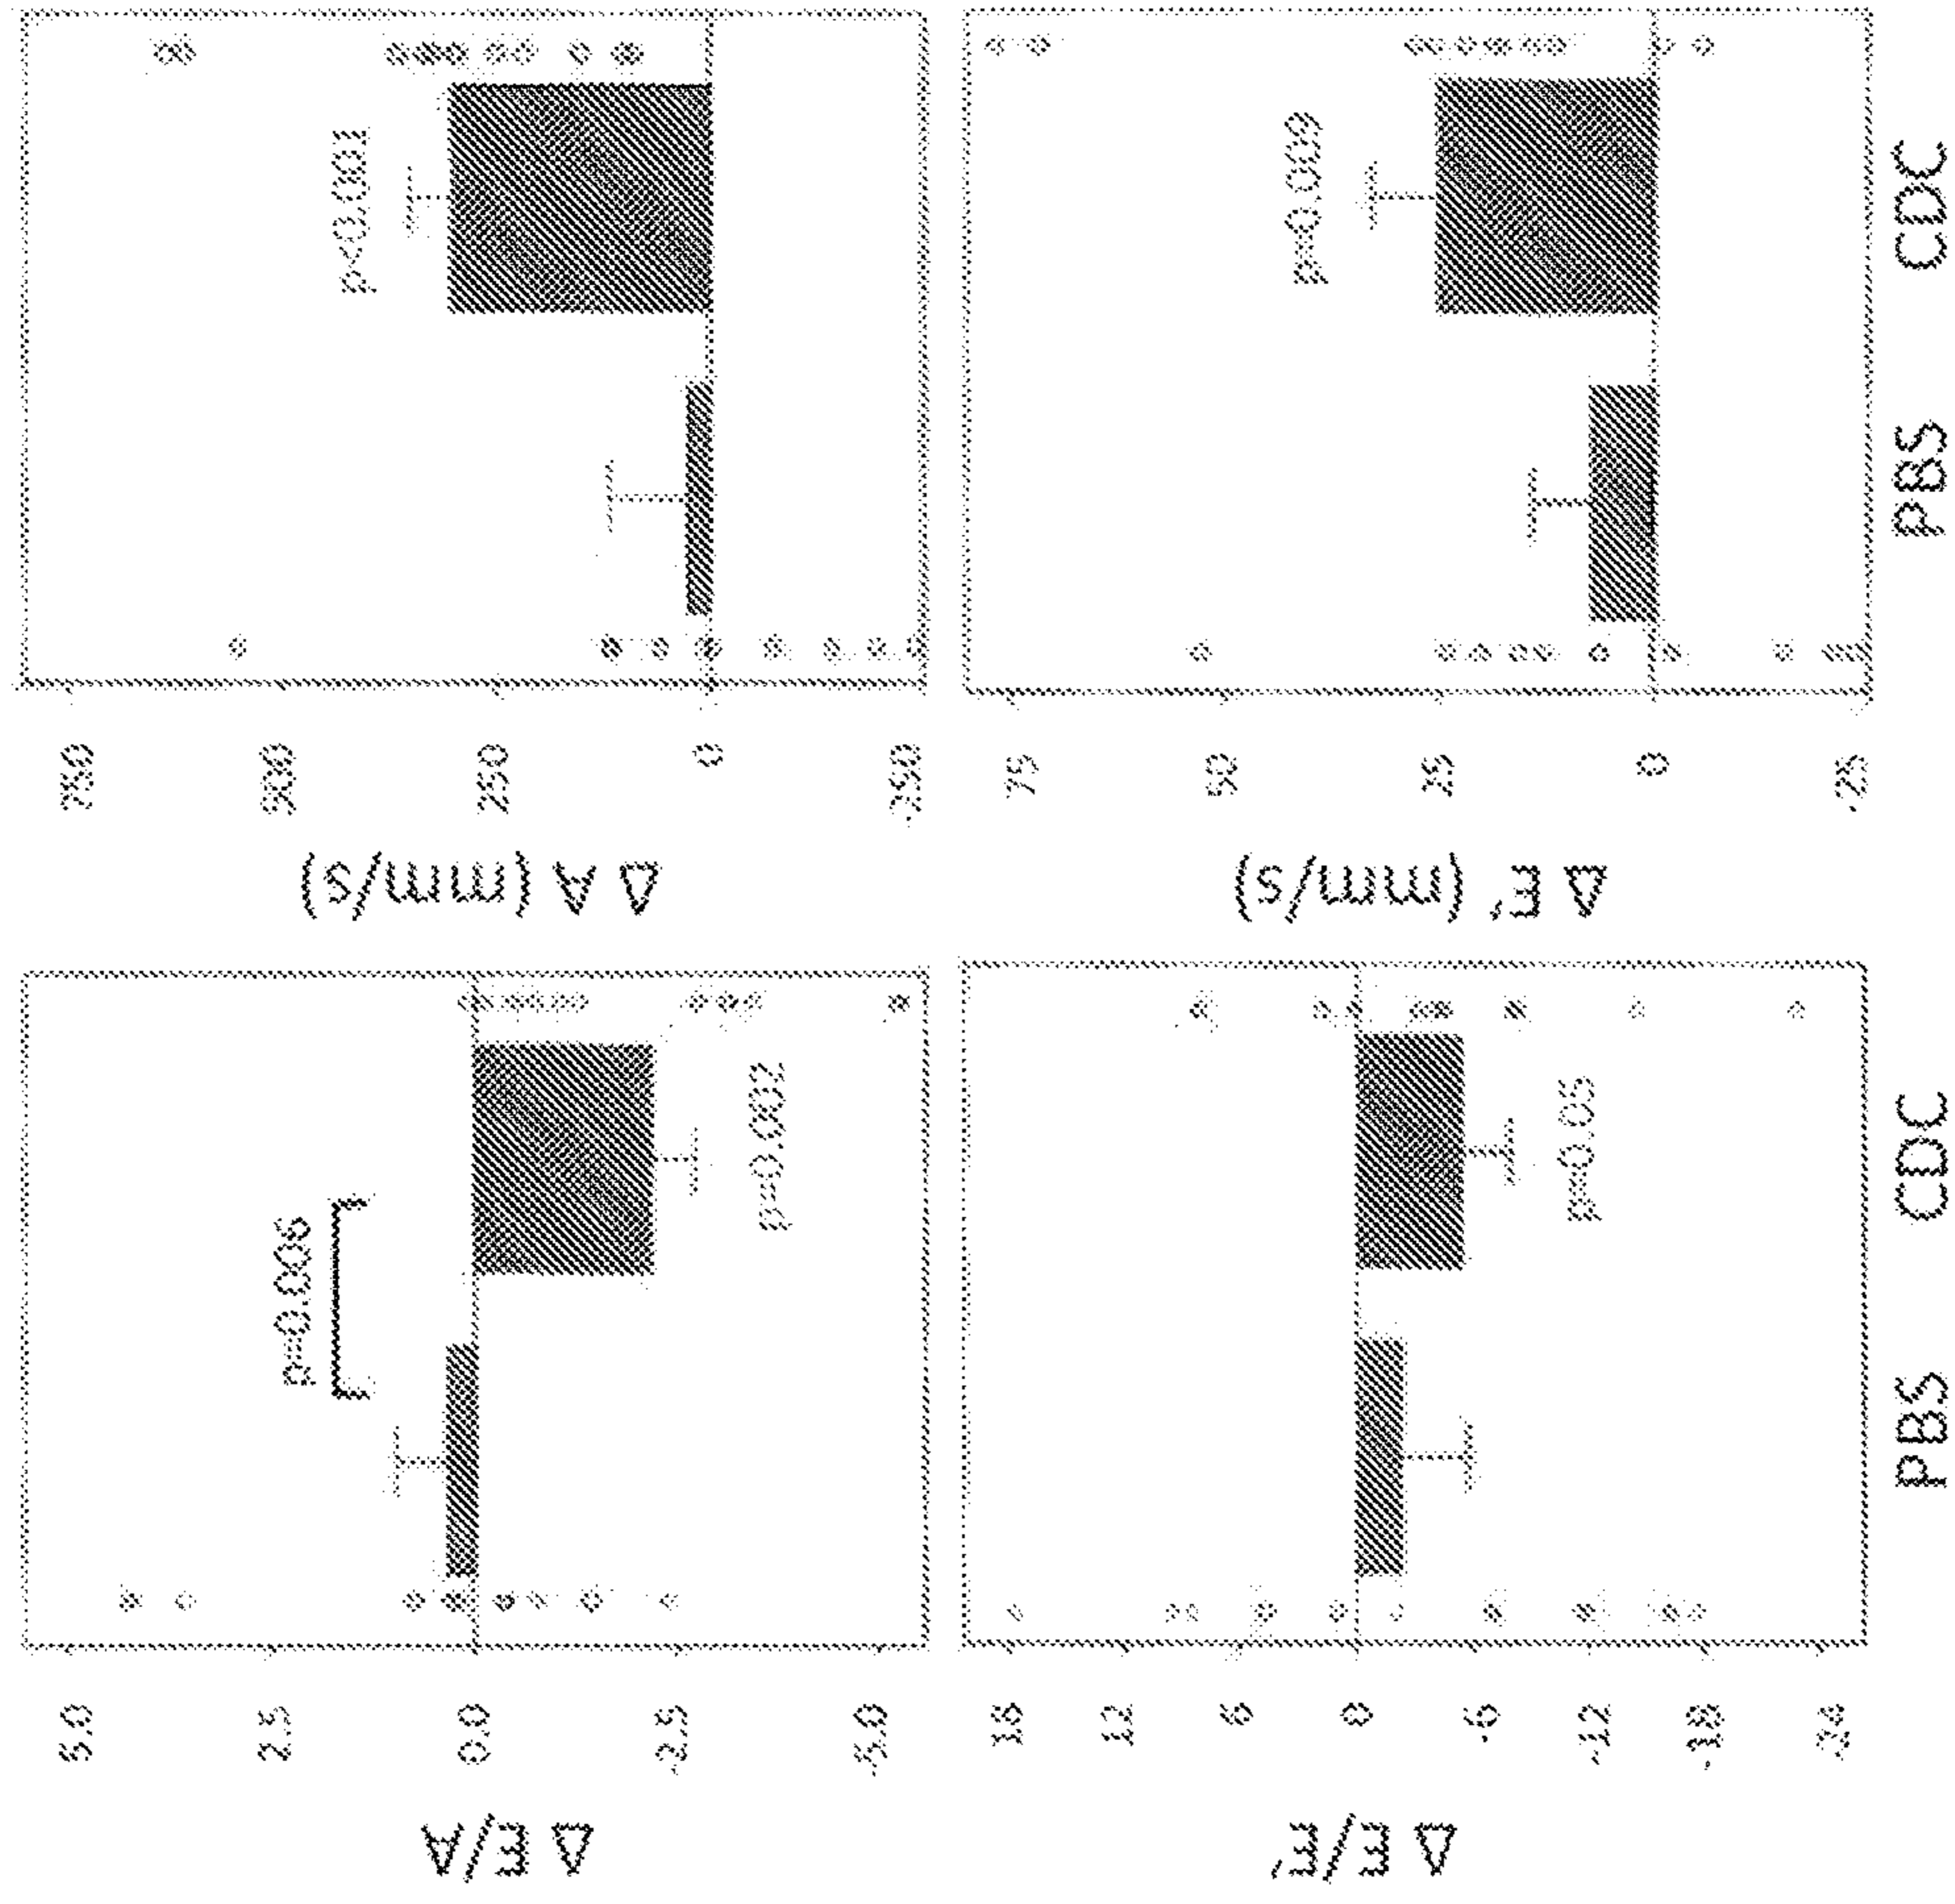 Δ E/A
5.0
2.5
0.0
-2.5
-5.0
p=0.006
p=0.002
Δ A (mm/s)
750
500
250
0
-250
p<0.001
Δ E/E'
18
12
6
0
-6
-12
-18
-24
p=0.05
PBS CDC
Δ E' (mm/s)
75
50
25
0
-25
p=0.009
PBS CDC